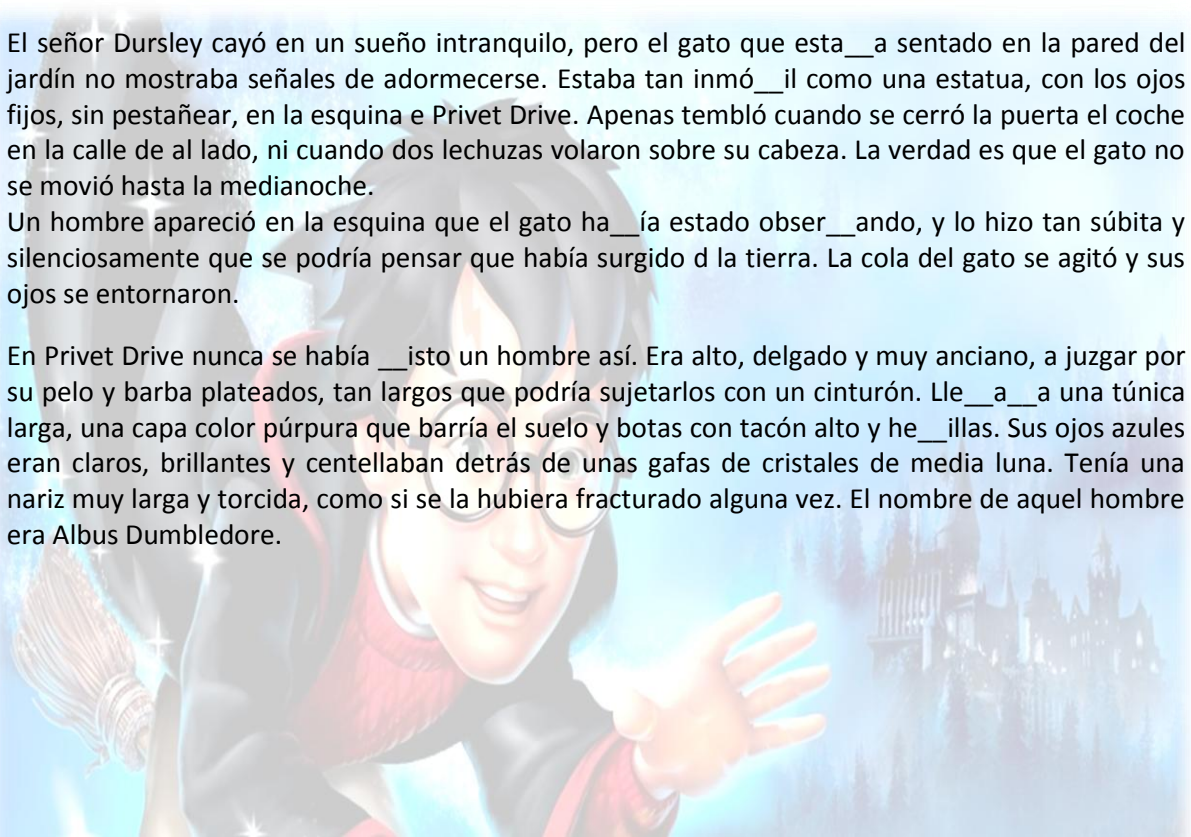 El señor Dursley cayó en un sueño intranquilo, pero el gato que esta__a sentado en la pared del
jardín no mostraba señales de adormecerse. Estaba tan inmó__il como una estatua, con los ojos
fijos, sin pestañear, en la esquina e Privet Drive. Apenas tembló cuando se cerró la puerta el coche
en la calle de al lado, ni cuando dos lechuzas volaron sobre su cabeza. La verdad es que el gato no
se movió hasta la medianoche.
Un hombre apareció en la esquina que el gato ha__ía estado obser__ando, y lo hizo tan súbita y
silenciosamente que se podría pensar que había surgido d la tierra. La cola del gato se agitó y sus
ojos se entornaron.
En Privet Drive nunca se había __isto un hombre así. Era alto, delgado y muy anciano, a juzgar por
su pelo y barba plateados, tan largos que podría sujetarlos con un cinturón. Lle__a__a una túnica
larga, una capa color púrpura que barría el suelo y botas con tacón alto y he__illas. Sus ojos azules
eran claros, brillantes y centellaban detrás de unas gafas de cristales de media luna. Tenía una
nariz muy larga y torcida, como si se la hubiera fracturado alguna vez. El nombre de aquel hombre
era Albus Dumbledore.